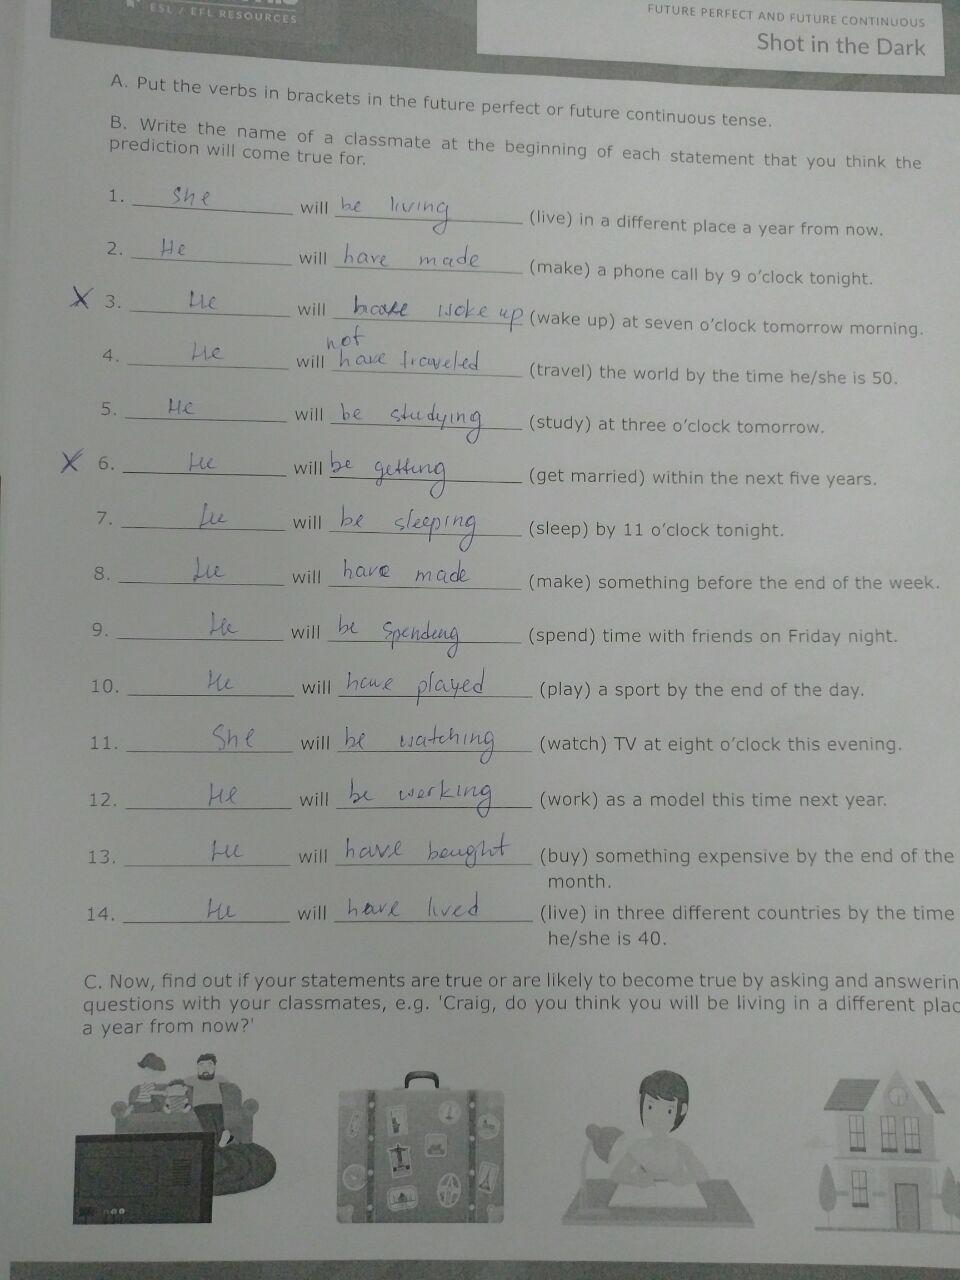 ESL / EFL RESOURCES
FUTURE PERFECT AND FUTURE CONTINUOUS
Shot in the Dark
A. Put the verbs in brackets in the future perfect or future continuous tense.
B. Write the name of a classmate at the beginning of each statement that you think the
prediction will come true for.
1. She will be living (live) in a different place a year from now.
2. He will have made (make) a phone call by 9 o'clock tonight.
X 3. He will have woke up (wake up) at seven o'clock tomorrow morning.
not
4. He will have traveled (travel) the world by the time he/she is 50.
5. He will be studying (study) at three o'clock tomorrow.
X 6. He will be getting (get married) within the next five years.
7. He will be sleeping (sleep) by 11 o'clock tonight.
8. He will have made (make) something before the end of the week.
9. He will be spending (spend) time with friends on Friday night.
10. He will have played (play) a sport by the end of the day.
11. She will be watching (watch) TV at eight o'clock this evening.
12. He will be working (work) as a model this time next year.
13. He will have bought (buy) something expensive by the end of the
month.
14. He will have lived (live) in three different countries by the time
he/she is 40.
C. Now, find out if your statements are true or are likely to become true by asking and answerin
questions with your classmates, e.g. 'Craig, do you think you will be living in a different plac
a year from now?'